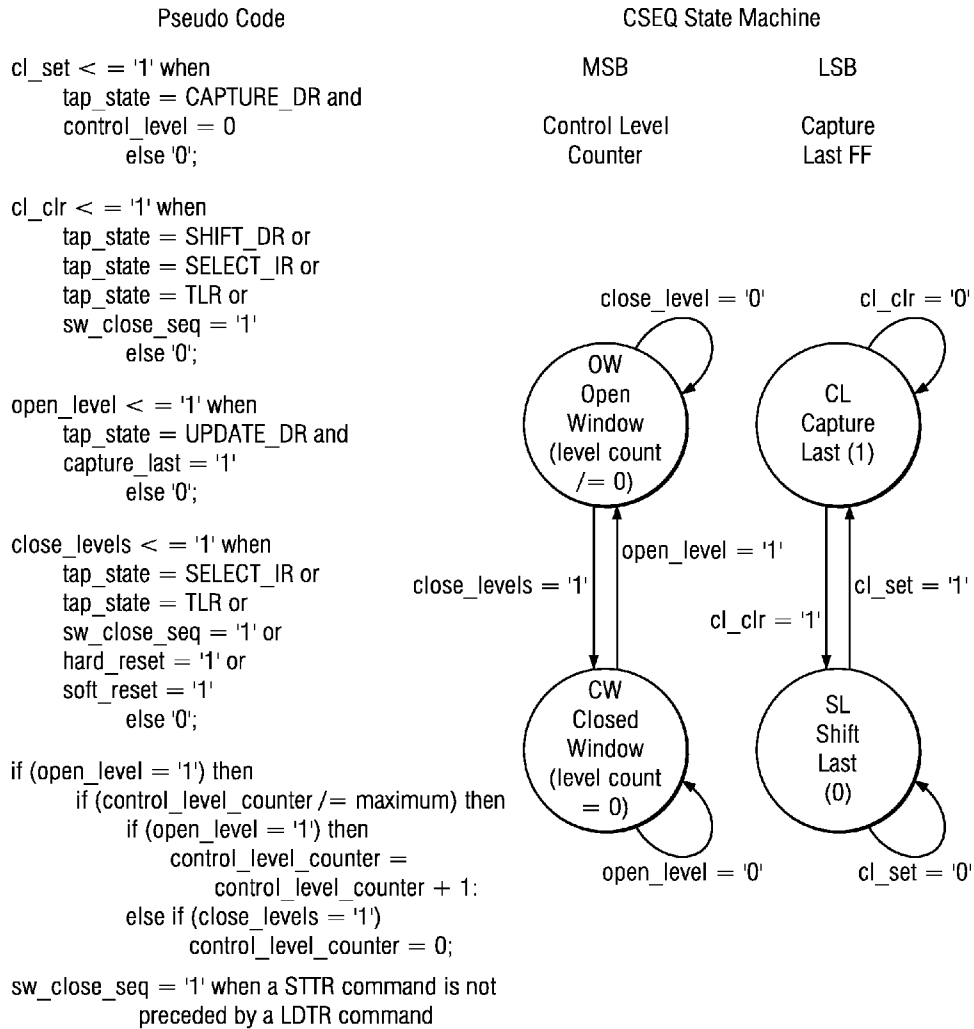 Pseudo Code
cl_set < = '1' when
tap_state = CAPTURE_DR and
control_level = 0
else '0';
cl_clr < = '1' when
tap_state = SHIFT_DR or
tap_state = SELECT_IR or
tap_state = TLR or
sw_close_seq = '1'
else '0';
open_level < = '1' when
tap_state = UPDATE_DR and
capture_last = '1'
else '0';
close_levels < = '1' when
tap_state = SELECT_IR or
tap_state = TLR or
sw_close_seq = '1' or
hard_reset = '1' or
soft_reset = '1'
else '0';
if (open_level = '1') then
if (control_level_counter /= maximum) then
if (open_level = '1') then
control_level_counter =
control_level_counter + 1:
else if (close_levels = '1')
control_level_counter = 0;
sw_close_seq = '1' when a STTR command is not
preceded by a LDTR command
CSEQ State Machine
MSB
Control Level
Counter
LSB
Capture
Last FF
close_level = '0'
OW
Open
Window
(level count
/= 0)
close_levels = '1'
open_level = '1'
CW
Closed
Window
(level count
= 0)
open_level = '0'
cl_clr = '0'
CL
Capture
Last (1)
cl_clr = '1'
cl_set = '1'
SL
Shift
Last
(0)
cl_set = '0'